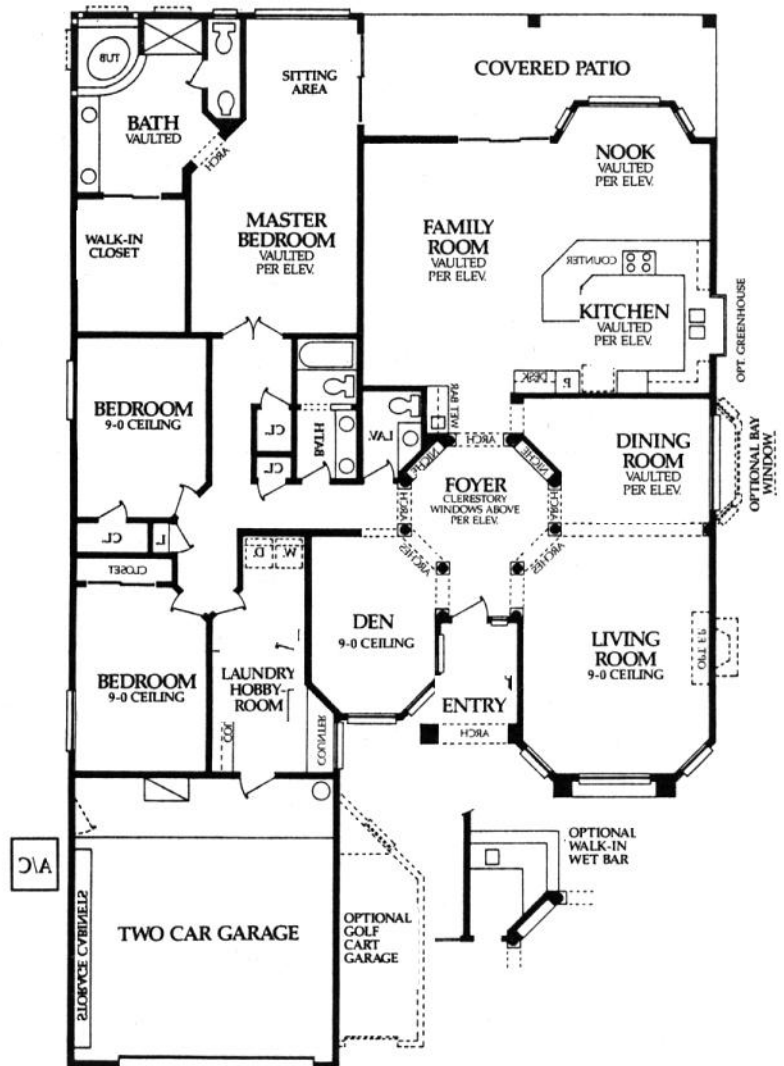 TUB
BATH
VAULTED
ARCH
SITTING
AREA
COVERED PATIO
NOOK
VAULTED
PER ELEV.
WALK-IN
CLOSET
MASTER
BEDROOM
VAULTED
PER ELEV.
FAMILY
ROOM
VAULTED
PER ELEV.
COUNTER
KITCHEN
VAULTED
PER ELEV.
OPT. GREENHOUSE
DESK
P.
BEDROOM
9-0 CEILING
CL
CL
BATH
LAV.
WET BAR
ARCH
NICHE
NICHE
FOYER
CLERESTORY
WINDOWS ABOVE
PER ELEV.
ARCH
ARCH
DINING
ROOM
VAULTED
PER ELEV.
OPTIONAL BAY
WINDOW
CL
L
CLOSET
D.
W.
ARCHES
ARCHES
BEDROOM
9-0 CEILING
LAUNDRY
HOBBY-
ROOM
COUNTER
DEN
9-0 CEILING
ENTRY
ARCH
LIVING
ROOM
9-0 CEILING
OPT. F.P.
A/C
STORAGE CABINETS
TWO CAR GARAGE
OPTIONAL
GOLF
CART
GARAGE
OPTIONAL
WALK-IN
WET BAR